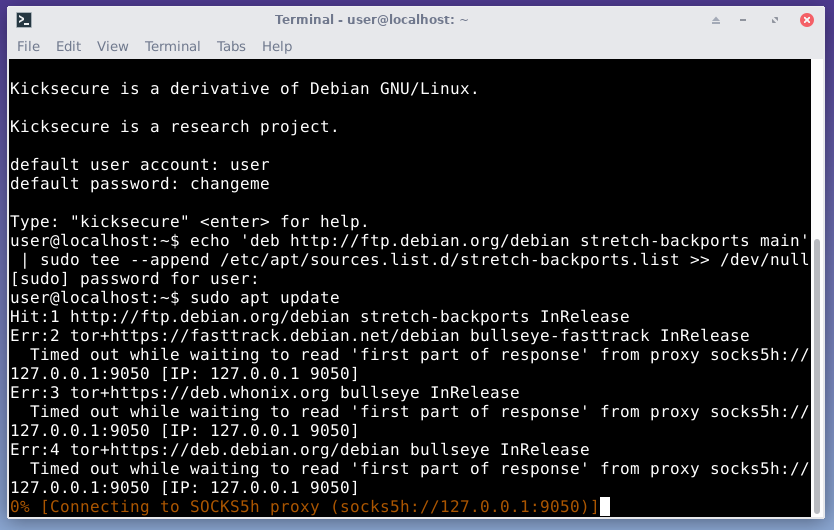 Terminal - user@localhost: ~
File Edit View Terminal Tabs Help
Kicksecure is a derivative of Debian GNU/Linux.
Kicksecure is a research project.
default user account: user
default password: changeme
Type: "kicksecure" <enter> for help.
user@localhost:~$ echo 'deb http://ftp.debian.org/debian stretch-backports main'
 | sudo tee --append /etc/apt/sources.list.d/stretch-backports.list >> /dev/null
[sudo] password for user:
user@localhost:~$ sudo apt update
Hit:1 http://ftp.debian.org/debian stretch-backports InRelease
Err:2 tor+https://fasttrack.debian.net/debian bullseye-fasttrack InRelease
  Timed out while waiting to read 'first part of response' from proxy socks5h://
127.0.0.1:9050 [IP: 127.0.0.1 9050]
Err:3 tor+https://deb.whonix.org bullseye InRelease
  Timed out while waiting to read 'first part of response' from proxy socks5h://
127.0.0.1:9050 [IP: 127.0.0.1 9050]
Err:4 tor+https://deb.debian.org/debian bullseye InRelease
  Timed out while waiting to read 'first part of response' from proxy socks5h://
127.0.0.1:9050 [IP: 127.0.0.1 9050]
0% [Connecting to SOCKS5h proxy (socks5h://127.0.0.1:9050)]